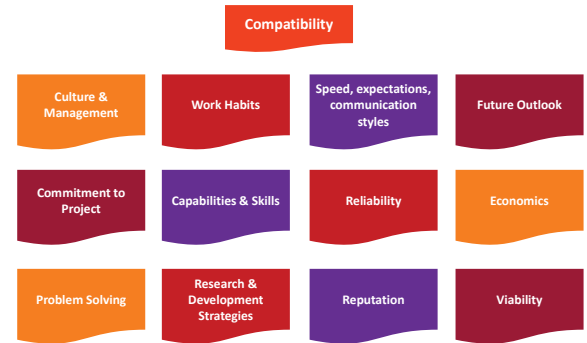 Compatibility
Culture &
Management
Work Habits
Speed, expectations,
communication
styles
Future Outlook
Commitment to
Project
Capabilities & Skills
Reliability
Economics
Problem Solving
Research &
Development
Strategies
Reputation
Viability